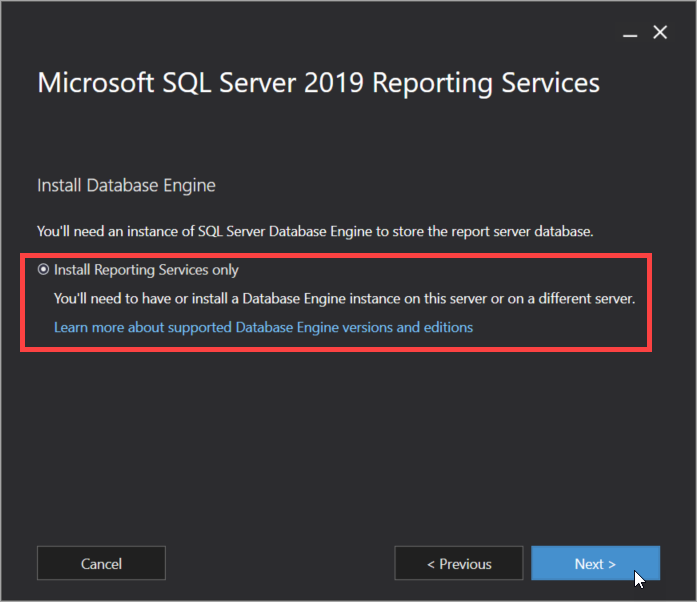 Microsoft SQL Server 2019 Reporting Services
Install Database Engine
You'll need an instance of SQL Server Database Engine to store the report server database.
Install Reporting Services only
You'll need to have or install a Database Engine instance on this server or on a different server.
Learn more about supported Database Engine versions and editions
Cancel
< Previous
Next >